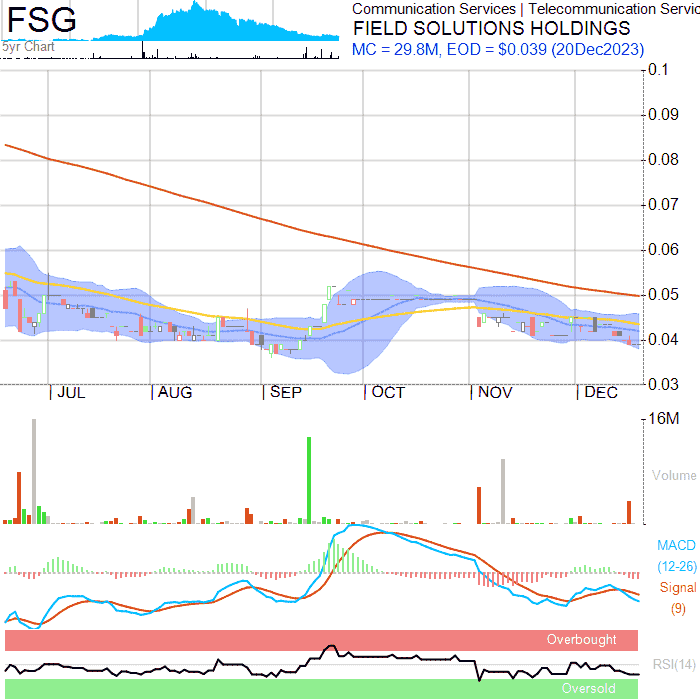 FSG
5yr Chart
Communication Services | Telecommunication Servic
FIELD SOLUTIONS HOLDINGS
MC = 29.8M, EOD = $0.039 (20Dec2023)
0.1
0.09
0.08
0.07
0.06
0.05
0.04
0.03
JUL
AUG
SEP
OCT
NOV
DEC
16M
Volume
MACD
(12-26)
Signal
(9)
Overbought
RSI(14)
Oversold